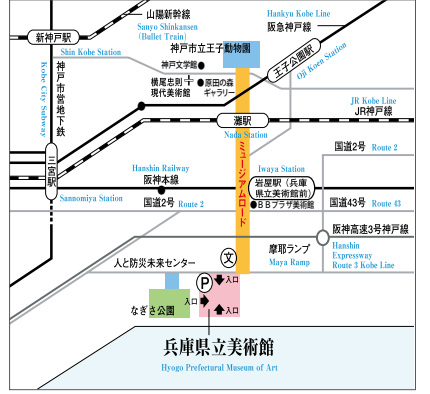 山陽新幹線
Sanyo Shinkansen
(Bullet Train)
Hankyu Kobe Line
阪急神戸線
新神戸駅
Shin Kobe Station
神戸市立王子動物園
神戸文学館
横尾忠則
現代美術館
原田の森
ギャラリー
王子公園駅
Oji Koen Station
神戸市営地下鉄
Kobe City Subway
JR Kobe Line
JR神戸線
灘駅
Nada Station
ミュージアムロード
国道2号 Route 2
三宮駅
Sannomiya Station
Hanshin Railway
阪神本線
Iwaya Station
岩屋駅（兵庫
県立美術館前）
BBプラザ美術館
国道2号 Route 2
国道43号 Route 43
阪神高速3号神戸線
Hanshin
Expressway
Route 3 Kobe Line
摩耶ランプ
Maya Ramp
文
人と防災未来センター
P
入口
入口
入口
なぎさ公園
兵庫県立美術館
Hyogo Prefectural Museum of Art